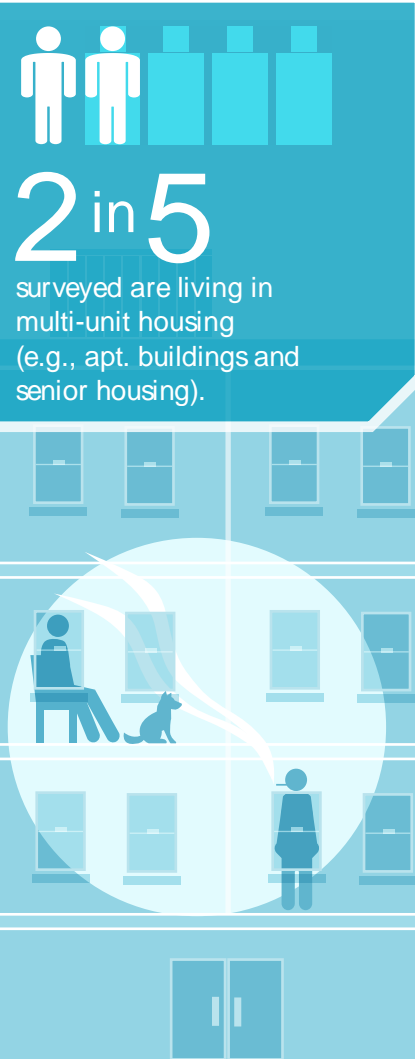 2 in 5
surveyed are living in
multi-unit housing
(e.g., apt. buildings and
senior housing).